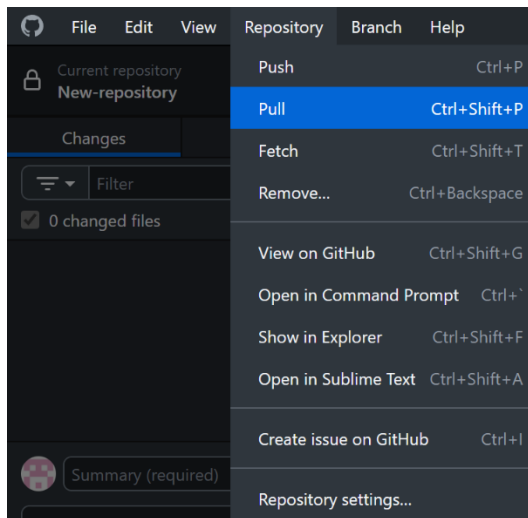 File Edit View Repository Branch Help
Current repository
New-repository
Changes
Filter
0 changed files
Summary (required)
Push Ctrl+P
Pull Ctrl+Shift+P
Fetch Ctrl+Shift+T
Remove... Ctrl+Backspace
View on GitHub Ctrl+Shift+G
Open in Command Prompt Ctrl+`
Show in Explorer Ctrl+Shift+F
Open in Sublime Text Ctrl+Shift+A
Create issue on GitHub Ctrl+I
Repository settings...